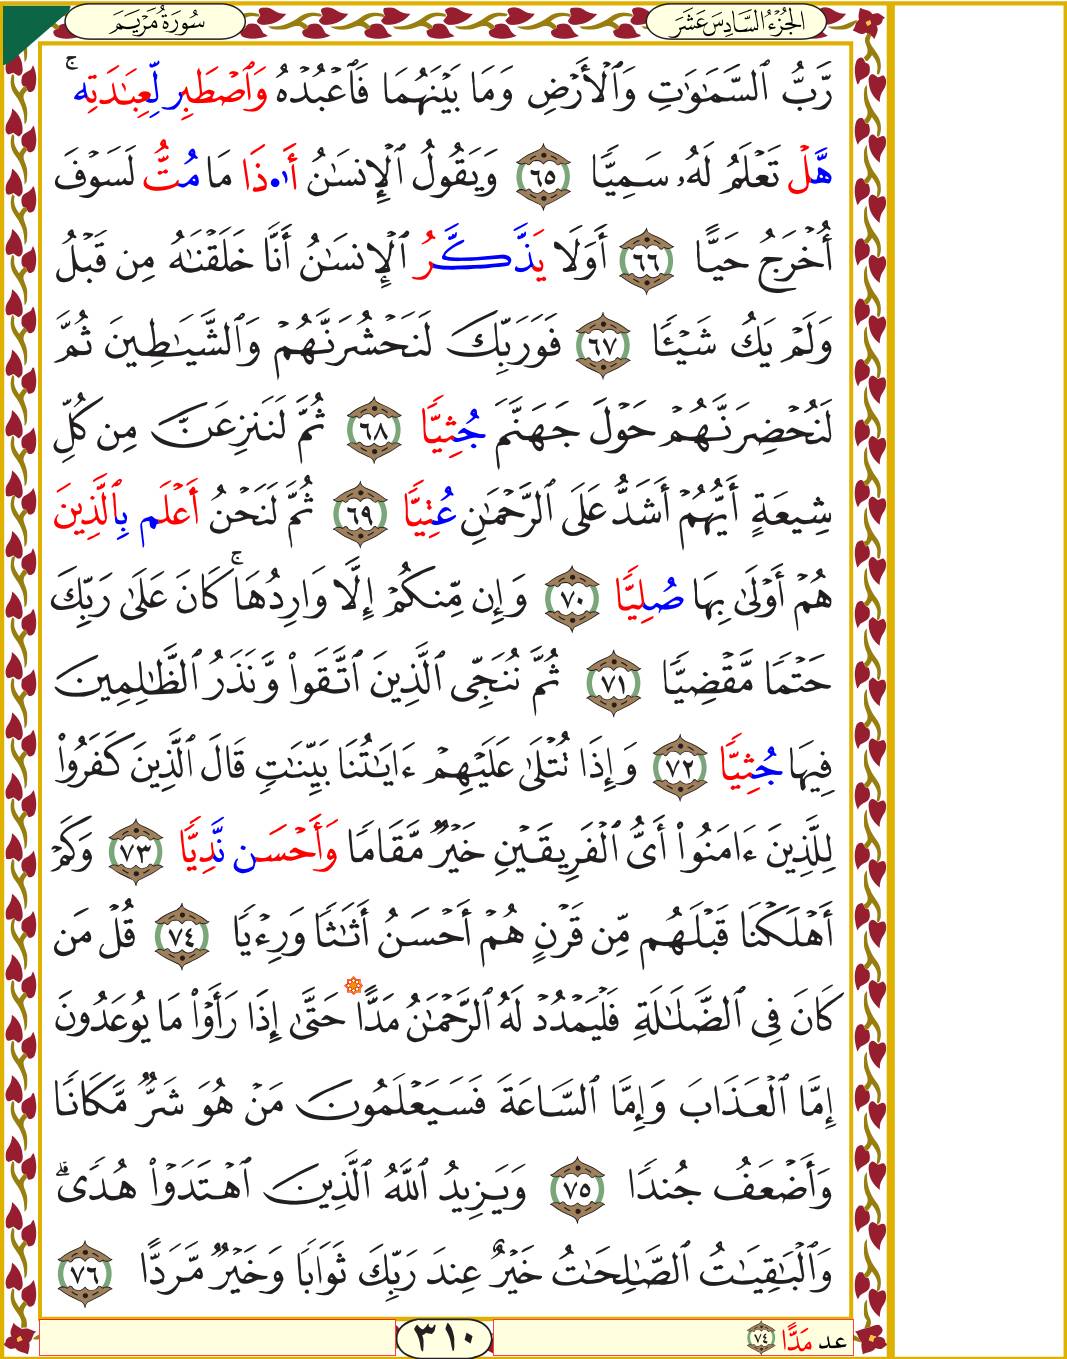 سُورَةُ مَرْيَم
الجُزْءُ السَّادِسَ عَشَرَ
رَّبُّ ٱلسَّمَٰوَٰتِ وَٱلْأَرْضِ وَمَا بَيْنَهُمَا فَٱعْبُدْهُ وَٱصْطَبِر لِّعِبَٰدَتِه ۚ
هَّلْ تَعْلَمُ لَهُۥ سَمِيًّا ٦٥ وَيَقُولُ ٱلْإِنسَٰنُ أَا۟ذَا مَا مُتُّ لَسَوْفَ
أُخْرَجُ حَيًّا ٦٦ أَوَلَا يَذَّكَّرُ ٱلْإِنسَٰنُ أَنَّا خَلَقْنَٰهُ مِن قَبْلُ
وَلَمْ يَكُ شَيْـًٔا ٦٧ فَوَرَبِّكَ لَنَحْشُرَنَّهُمْ وَٱلشَّيَٰطِينَ ثُمَّ
لَنُحْضِرَنَّهُمْ حَوْلَ جَهَنَّمَ جُثِيًّا ٦٨ ثُمَّ لَنَنزِعَنَّ مِن كُلِّ
شِيعَةٍ أَيُّهُمْ أَشَدُّ عَلَى ٱلرَّحْمَٰنِ عُتِيًّا ٦٩ ثُمَّ لَنَحْنُ أَعْلَم بِٱلَّذِينَ
هُمْ أَوْلَىٰ بِهَا صُلِيًّا ٧٠ وَإِن مِّنكُمْ إِلَّا وَارِدُهَا ۚ كَانَ عَلَىٰ رَبِّكَ
حَتْمًا مَّقْضِيًّا ٧١ ثُمَّ نُنَجِّى ٱلَّذِينَ ٱتَّقَوا۟ وَّنَذَرُ ٱلظَّٰلِمِينَ
فِيهَا جُثِيًّا ٧٢ وَإِذَا تُتْلَىٰ عَلَيْهِمْ ءَايَٰتُنَا بَيِّنَٰتٍ قَالَ ٱلَّذِينَ كَفَرُوا۟
لِلَّذِينَ ءَامَنُوٓا۟ أَىُّ ٱلْفَرِيقَيْنِ خَيْرٌ مَّقَامًا وَأَحْسَن نَّدِيًّا ٧٣ وَكَمْ
أَهْلَكْنَا قَبْلَهُم مِّن قَرْنٍ هُمْ أَحْسَنُ أَثَٰثًا وَرِءْيًا ٧٤ قُلْ مَن
كَانَ فِى ٱلضَّلَٰلَةِ فَلْيَمْدُدْ لَهُ ٱلرَّحْمَٰنُ مَدًّا حَتَّىٰ إِذَا رَأَوْا۟ مَا يُوعَدُونَ
إِمَّا ٱلْعَذَابَ وَإِمَّا ٱلسَّاعَةَ فَسَيَعْلَمُونَ مَنْ هُوَ شَرٌّ مَّكَانًا
وَأَضْعَفُ جُندًا ٧٥ وَيَزِيدُ ٱللَّهُ ٱلَّذِينَ ٱهْتَدَوْا۟ هُدًى ۗ
وَٱلْبَٰقِيَٰتُ ٱلصَّٰلِحَٰتُ خَيْرٌ عِندَ رَبِّكَ ثَوَابًا وَخَيْرٌ مَّرَدًّا ٧٦
عد مَدًّا ٧٤
٣١٠